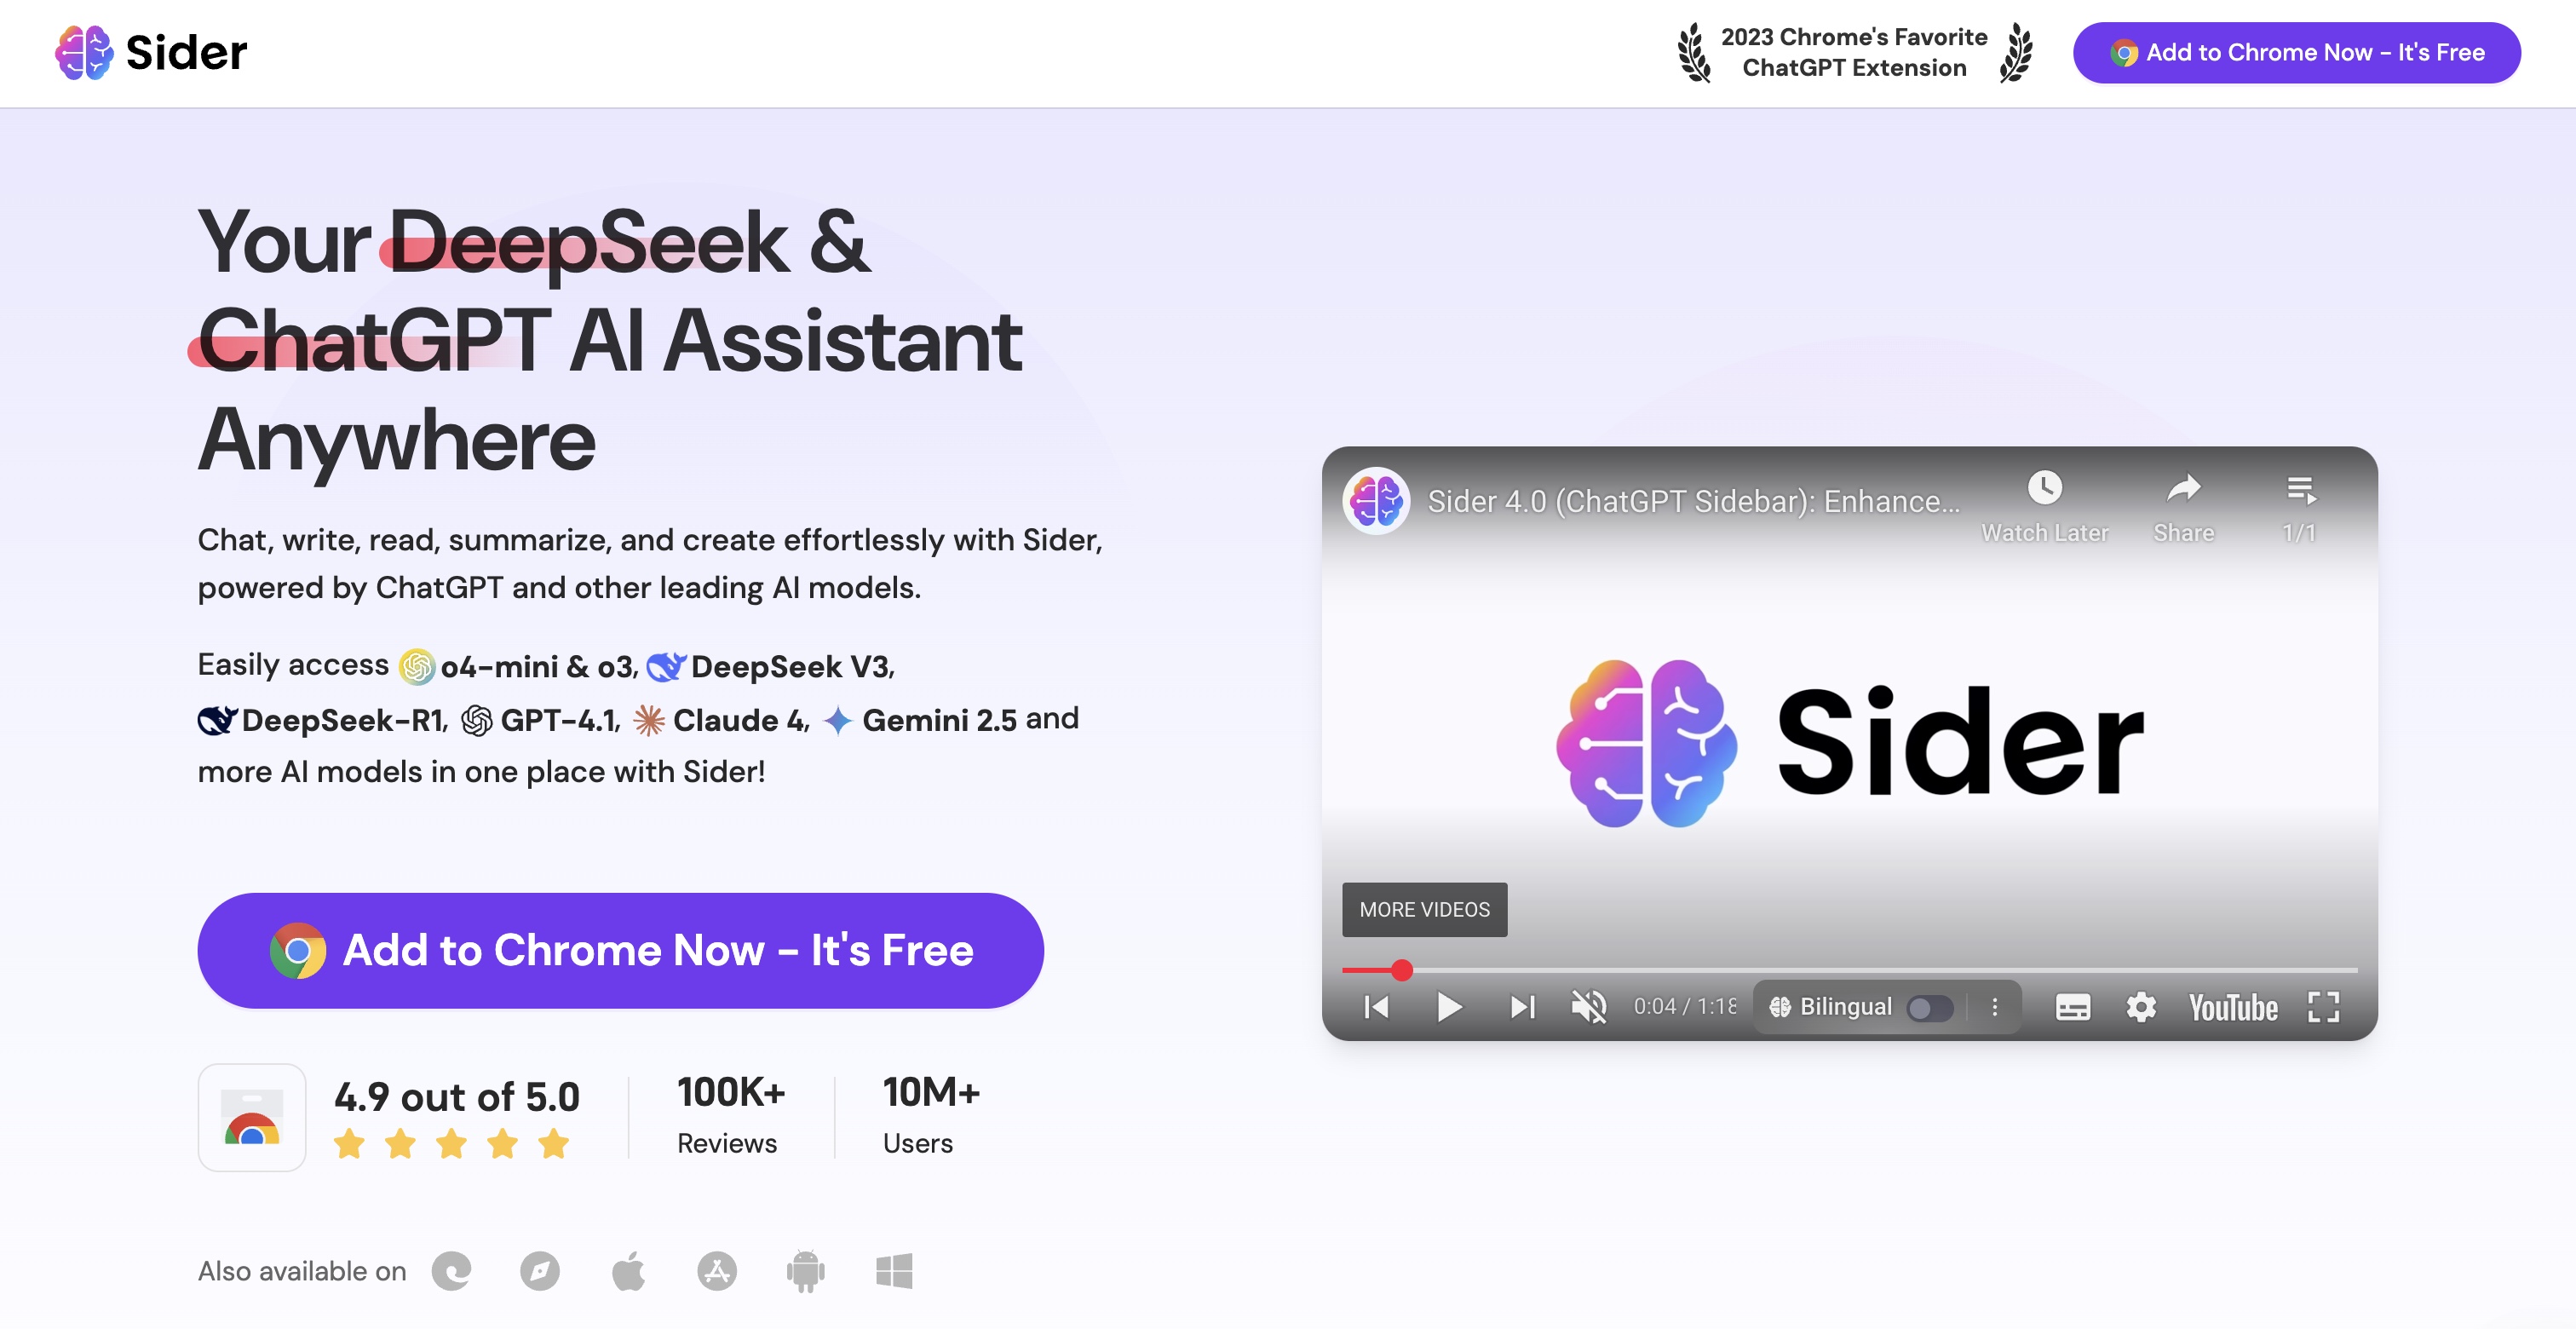 Sider
2023 Chrome's Favorite
ChatGPT Extension
Add to Chrome Now - It's Free
Your DeepSeek &
ChatGPT AI Assistant
Anywhere
Chat, write, read, summarize, and create effortlessly with Sider,
powered by ChatGPT and other leading AI models.
Easily access o4-mini & o3, DeepSeek V3,
DeepSeek-R1, GPT-4.1, Claude 4, Gemini 2.5 and
more AI models in one place with Sider!
Add to Chrome Now - It's Free
4.9 out of 5.0
100K+
Reviews
10M+
Users
Also available on
Sider 4.0 (ChatGPT Sidebar): Enhance...
Watch Later
Share
1/1
Sider
MORE VIDEOS
0:04 / 1:18
Bilingual
YouTube